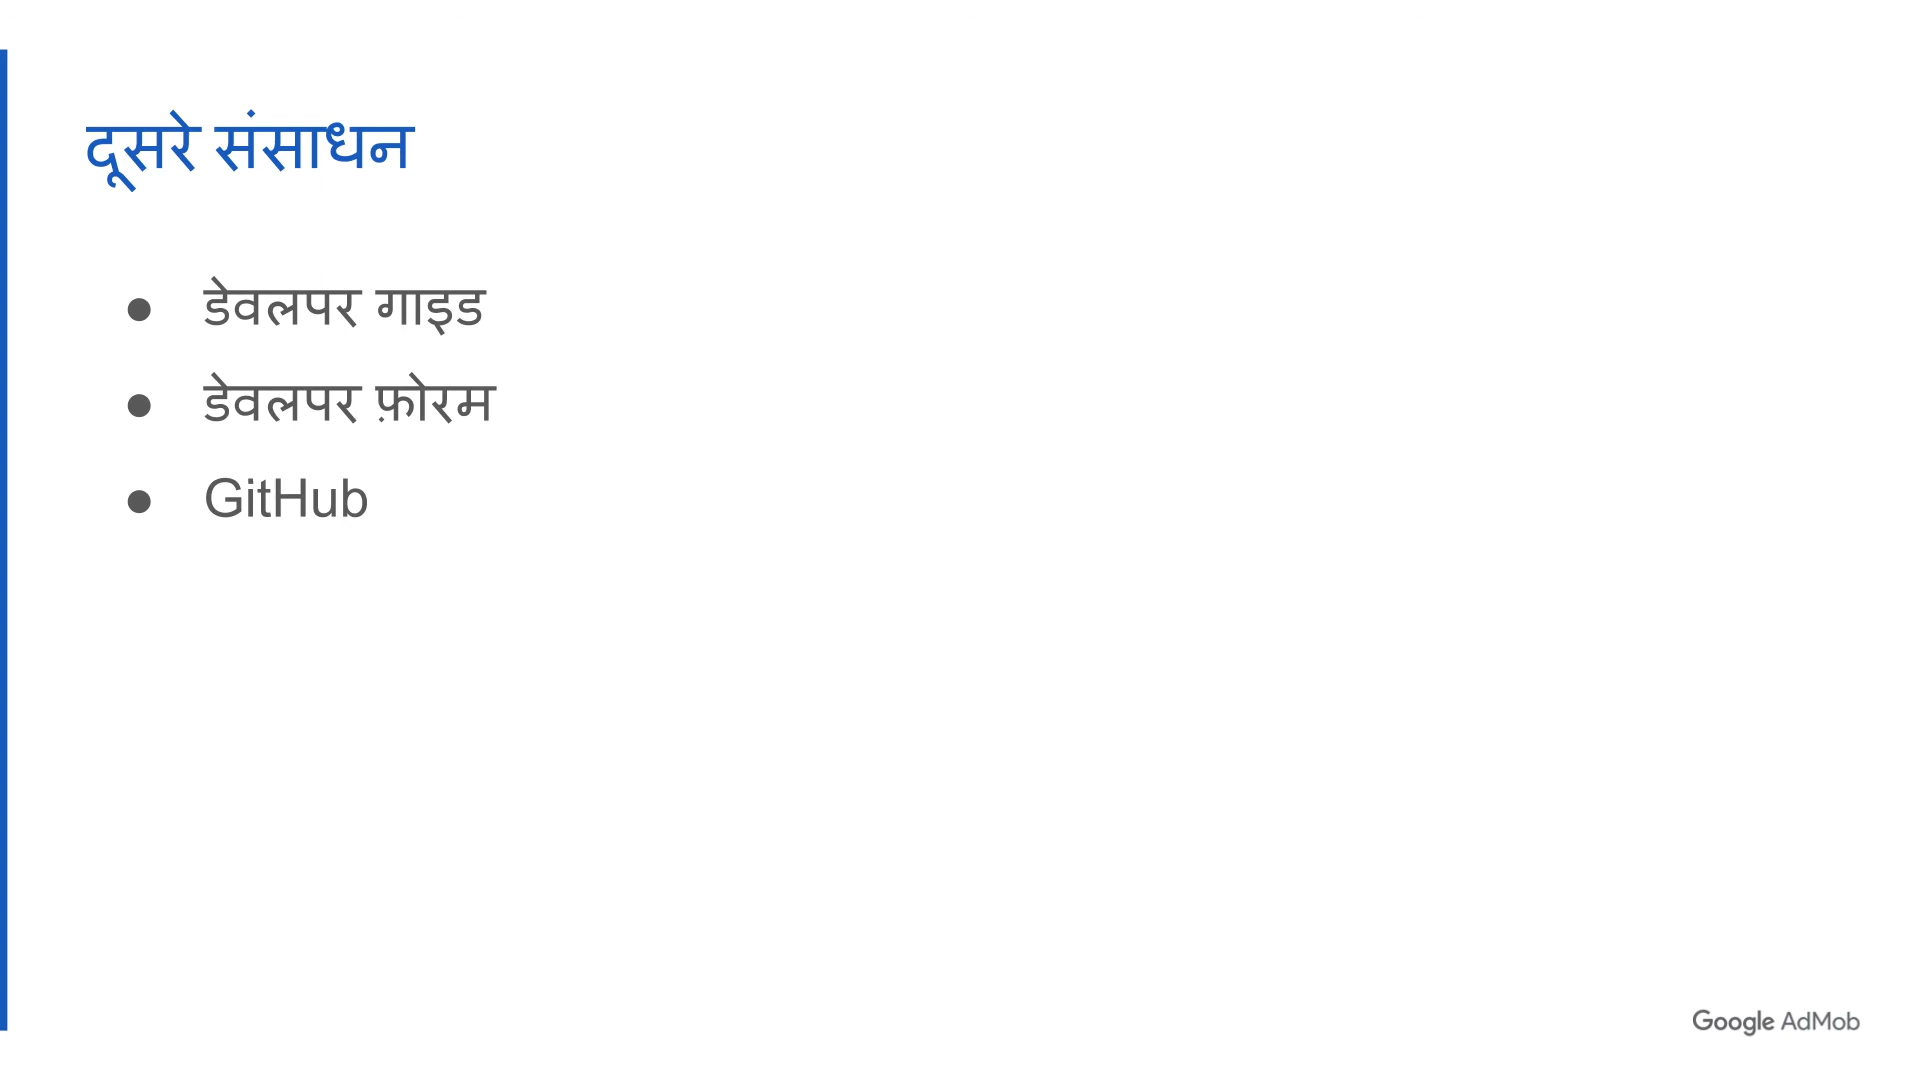 दूसरे संसाधन
● डेवलपर गाइड
● डेवलपर फ़ोरम
● GitHub
Google AdMob